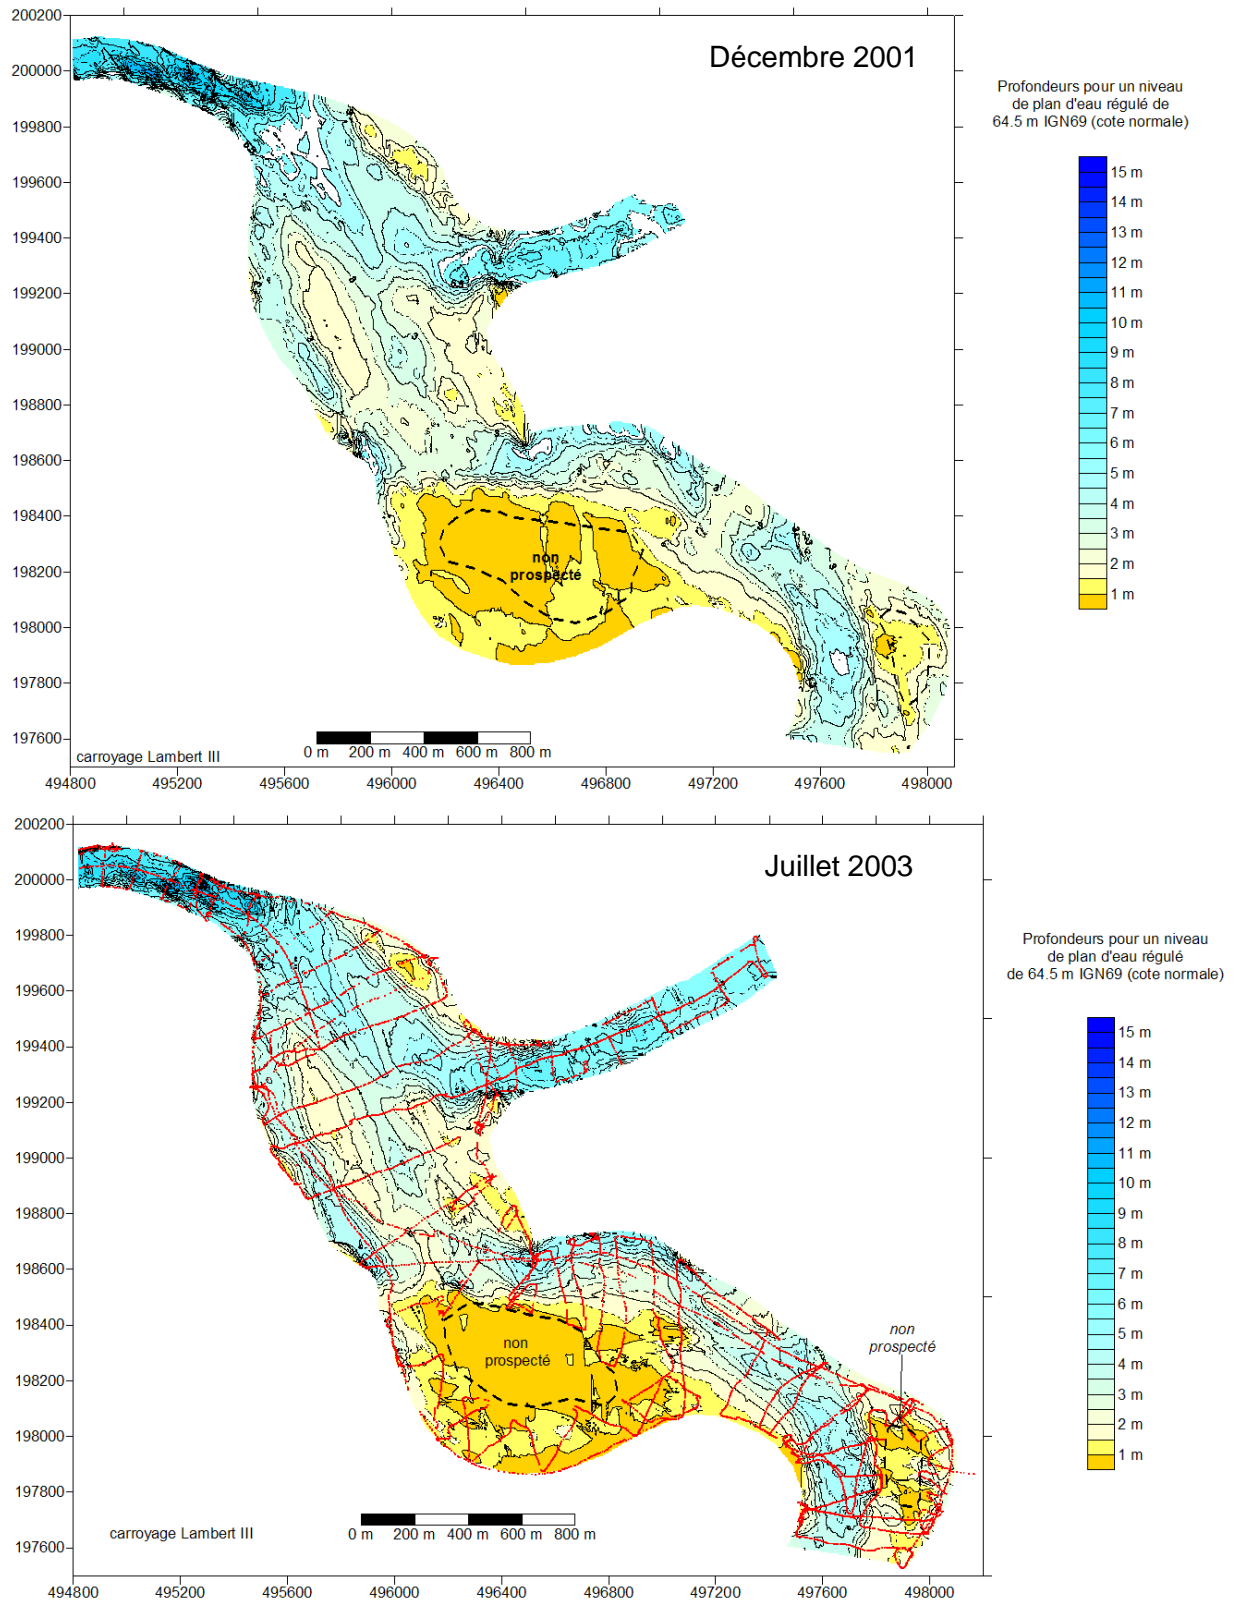 Décembre 2001
Profondeurs pour un niveau
de plan d'eau régulé de
64.5 m IGN69 (cote normale)
15 m
14 m
13 m
12 m
11 m
10 m
9 m
8 m
7 m
6 m
5 m
4 m
3 m
2 m
1 m
200200
200000
199800
199600
199400
199200
199000
198800
198600
198400
198200
198000
197800
197600
non
prospecté
carroyage Lambert III
0 m 200 m 400 m 600 m 800 m
494800 495200 495600 496000 496400 496800 497200 497600 498000
Juillet 2003
Profondeurs pour un niveau
de plan d'eau régulé
de 64.5 m IGN69 (cote normale)
15 m
14 m
13 m
12 m
11 m
10 m
9 m
8 m
7 m
6 m
5 m
4 m
3 m
2 m
1 m
200200
200000
199800
199600
199400
199200
199000
198800
198600
198400
198200
198000
197800
197600
non
prospecté
non
prospecté
carroyage Lambert III
0 m 200 m 400 m 600 m 800 m
494800 495200 495600 496000 496400 496800 497200 497600 498000